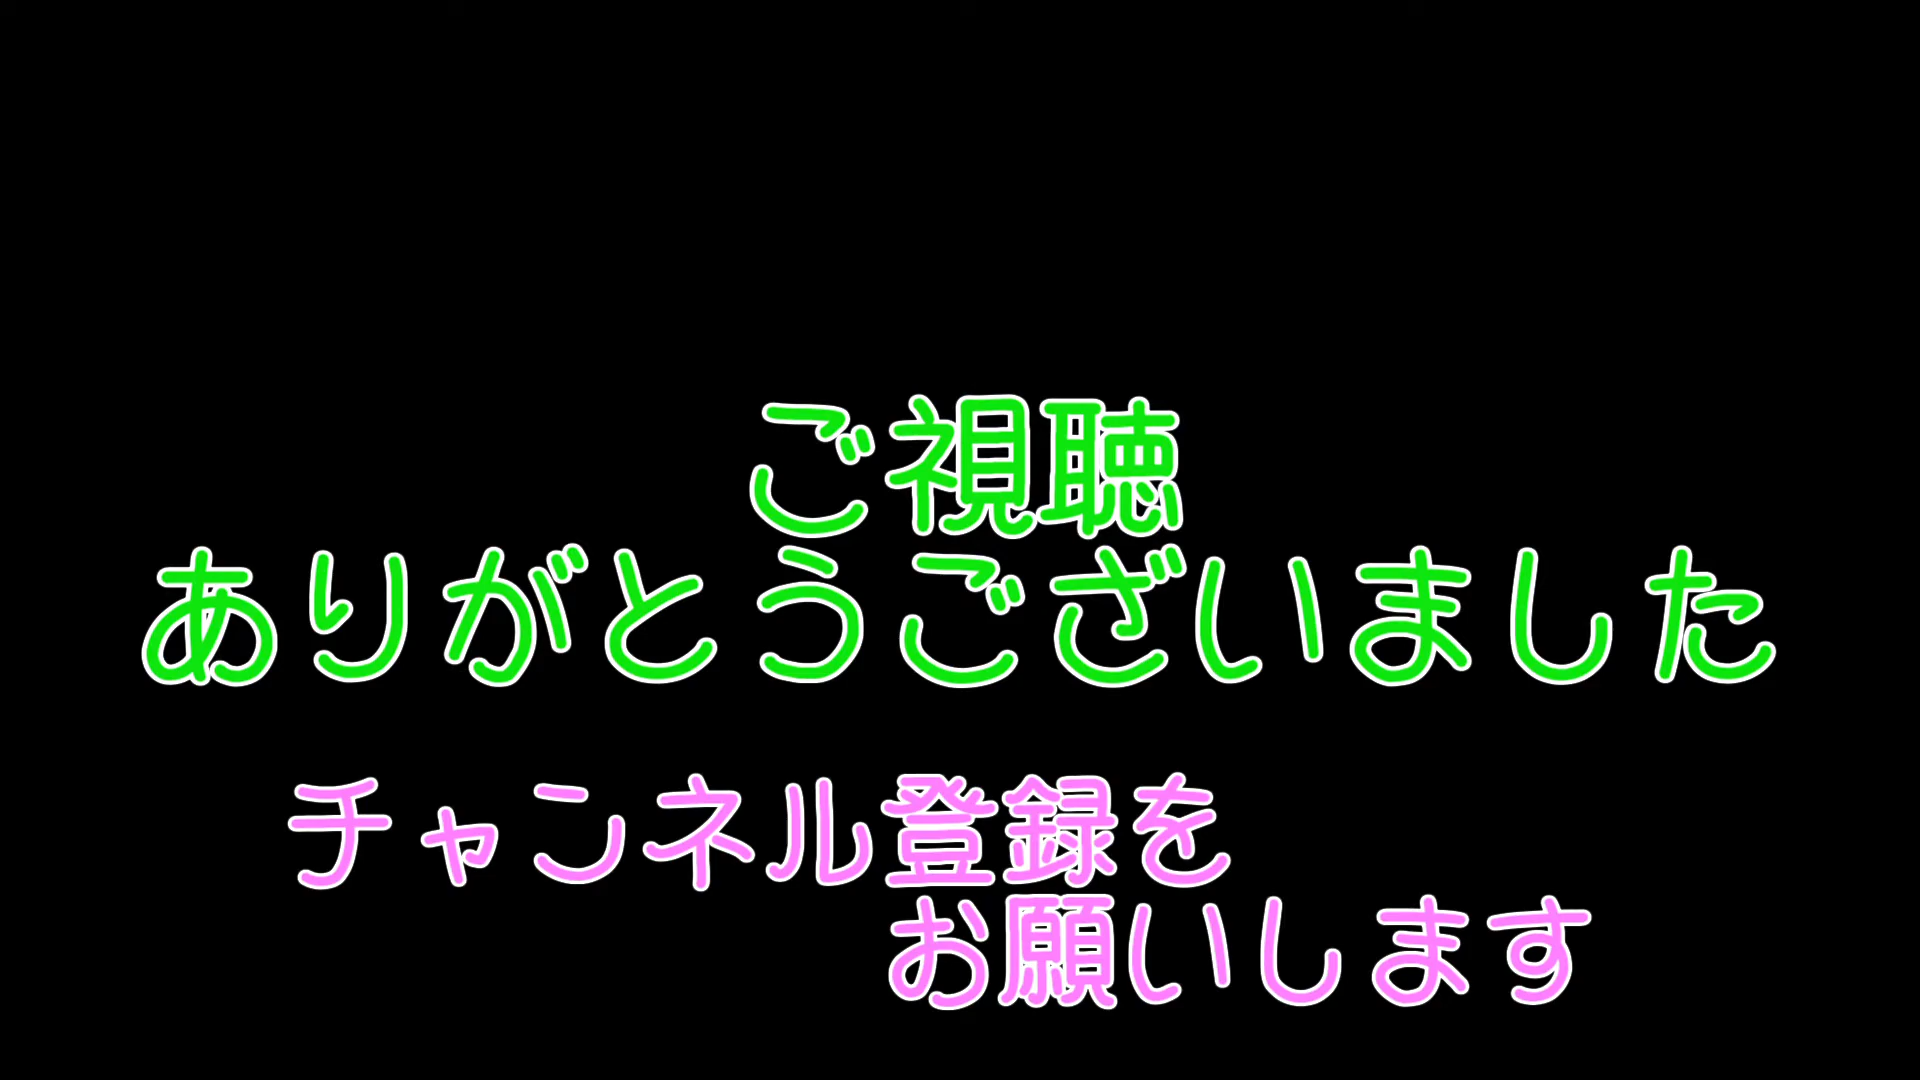 ご視聴
ありがとうございました
チャンネル登録を
お願いします